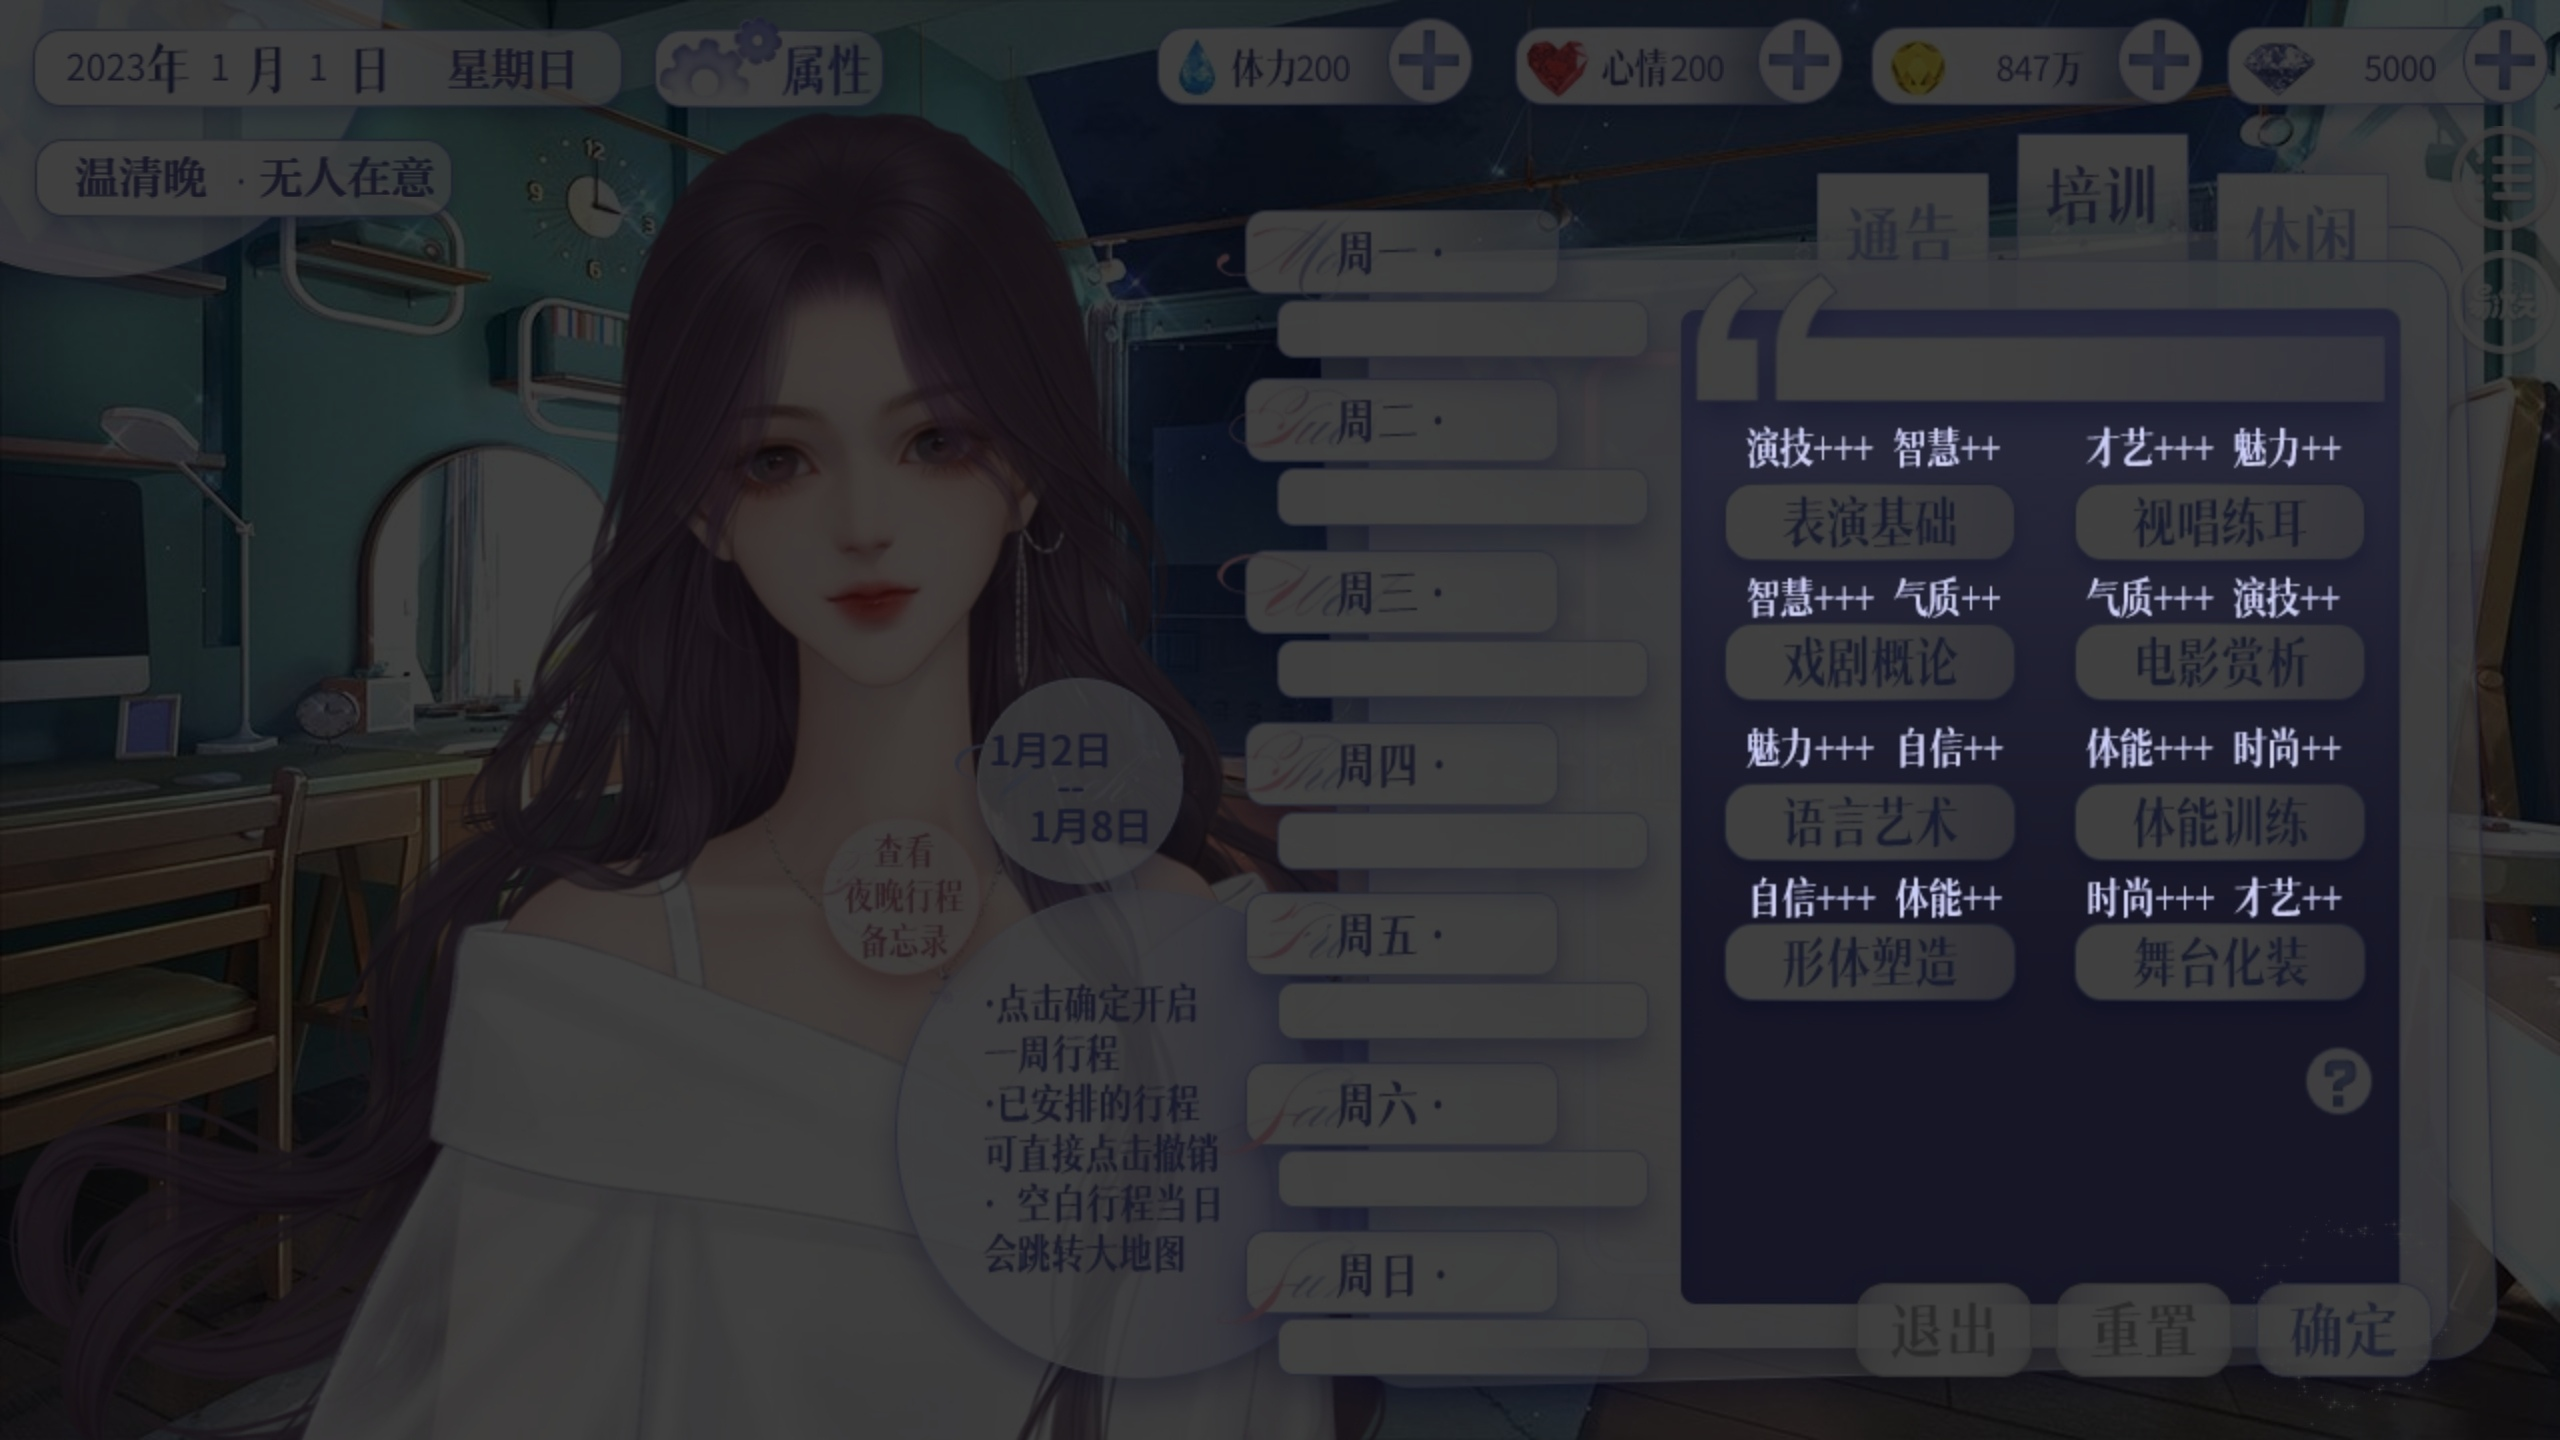 2023年 1 月 1 日 星期日
属性
体力200
心情200
847万
5000
温清晚 · 无人在意
12
3
6
9
通告
培训
休闲
周一 ·
周二 ·
周三 ·
周四 ·
周五 ·
周六 ·
周日 ·
演技+++ 智慧++
才艺+++ 魅力++
表演基础
视唱练耳
智慧+++ 气质++
气质+++ 演技++
戏剧概论
电影赏析
魅力+++ 自信++
体能+++ 时尚++
语言艺术
体能训练
自信+++ 体能++
时尚+++ 才艺++
形体塑造
舞台化装
?
1月2日
--
1月8日
查看
夜晚行程
备忘录
·点击确定开启
一周行程
·已安排的行程
可直接点击撤销
· 空白行程当日
会跳转大地图
退出
重置
确定